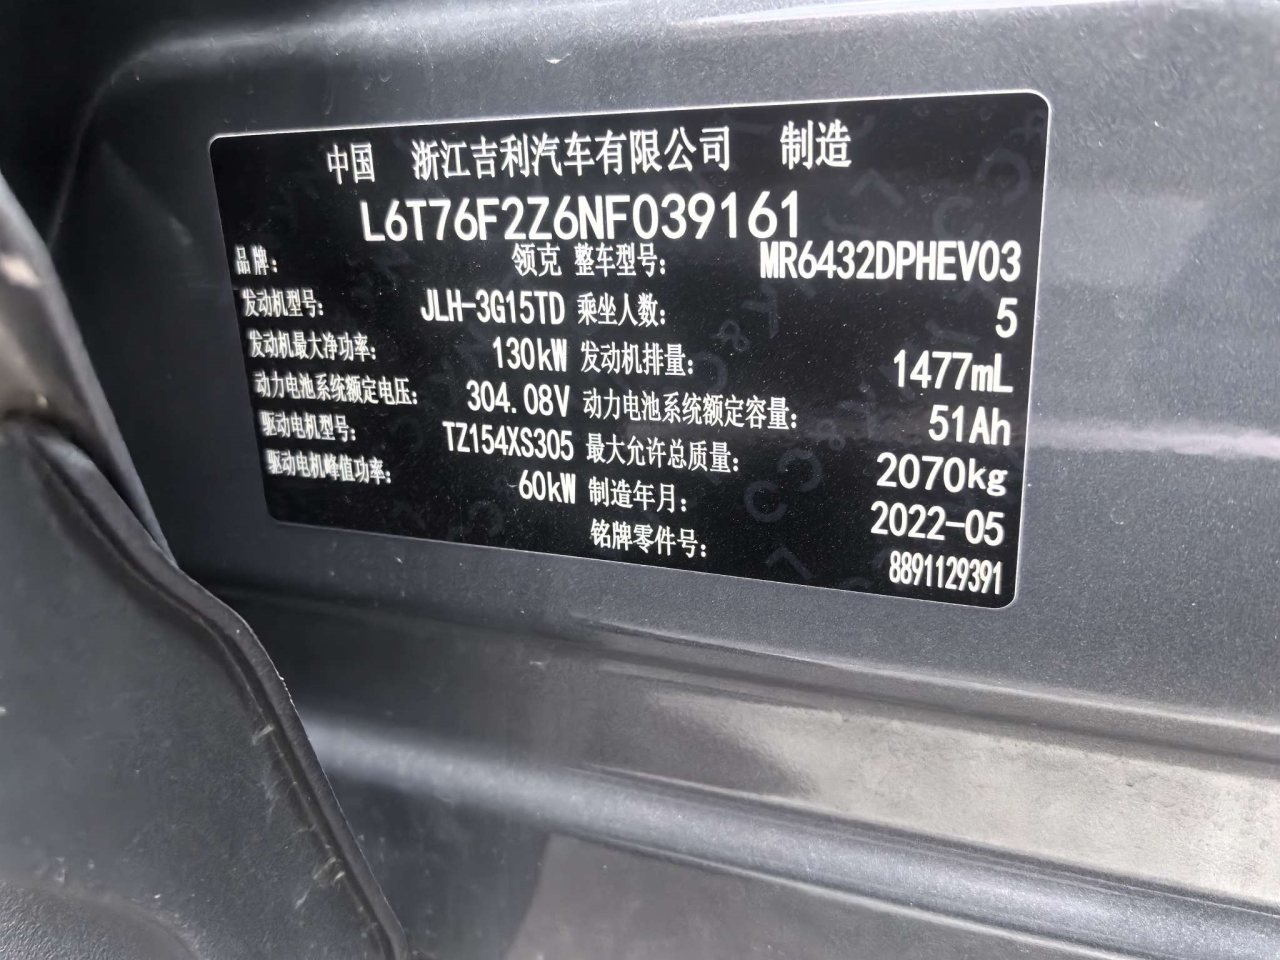 中国 浙江吉利汽车有限公司 制造
L6T76F2Z6NF039161
品牌: 领克 整车型号: MR6432DPHEV03
发动机型号: JLH-3G15TD 乘坐人数: 5
发动机最大净功率: 130kW 发动机排量: 1477mL
动力电池系统额定电压: 304.08V 动力电池系统额定容量: 51Ah
驱动电机型号: TZ154XS305 最大允许总质量: 2070kg
驱动电机峰值功率: 60kW 制造年月: 2022-05
铭牌零件号: 8891129391